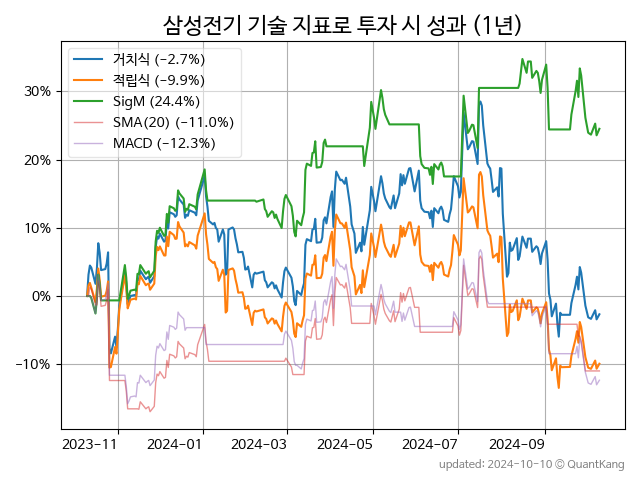 삼성전기 기술 지표로 투자 시 성과 (1년)
거치식 (−2.7%)
적립식 (−9.9%)
SigM (24.4%)
SMA(20) (−11.0%)
MACD (−12.3%)
30%
20%
10%
0%
−10%
2023-11 2024-01 2024-03 2024-05 2024-07 2024-09
updated: 2024-10-10 © QuantKang